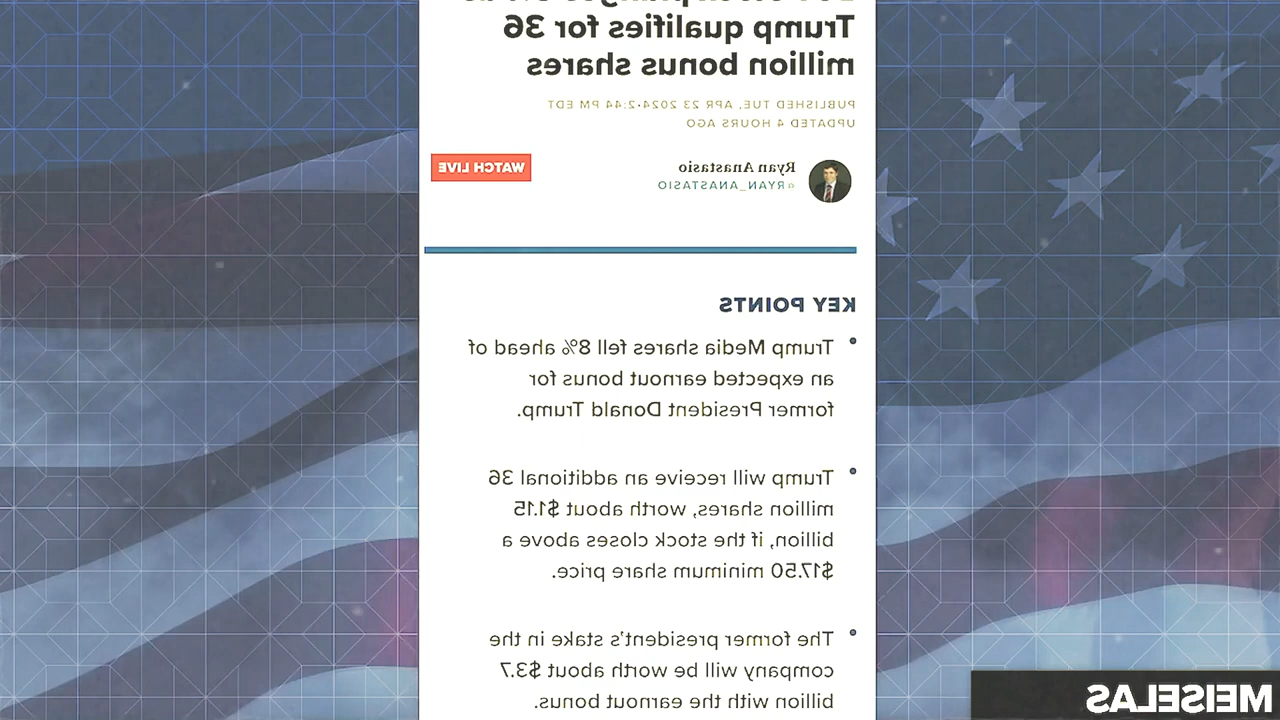 Trump qualifies for 36
million bonus shares
PUBLISHED TUE, APR 23 2024•2:44 PM EDT
UPDATED 4 HOURS AGO
Ryan Anastasio
@RYAN_ANASTASIO
WATCH LIVE
KEY POINTS
• Trump Media shares fell 8% ahead of
an expected earnout bonus for
former President Donald Trump.
• Trump will receive an additional 36
million shares, worth about $1.15
billion, if the stock closes above a
$17.50 minimum share price.
• The former president's stake in the
company will be worth about $3.7
billion with the earnout bonus.
MEISELAS